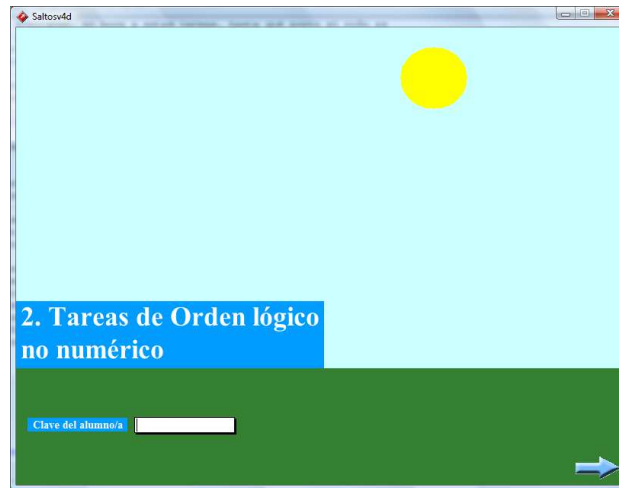 Saltosv4d
2. Tareas de Orden lógico
no numérico
Clave del alumno/a